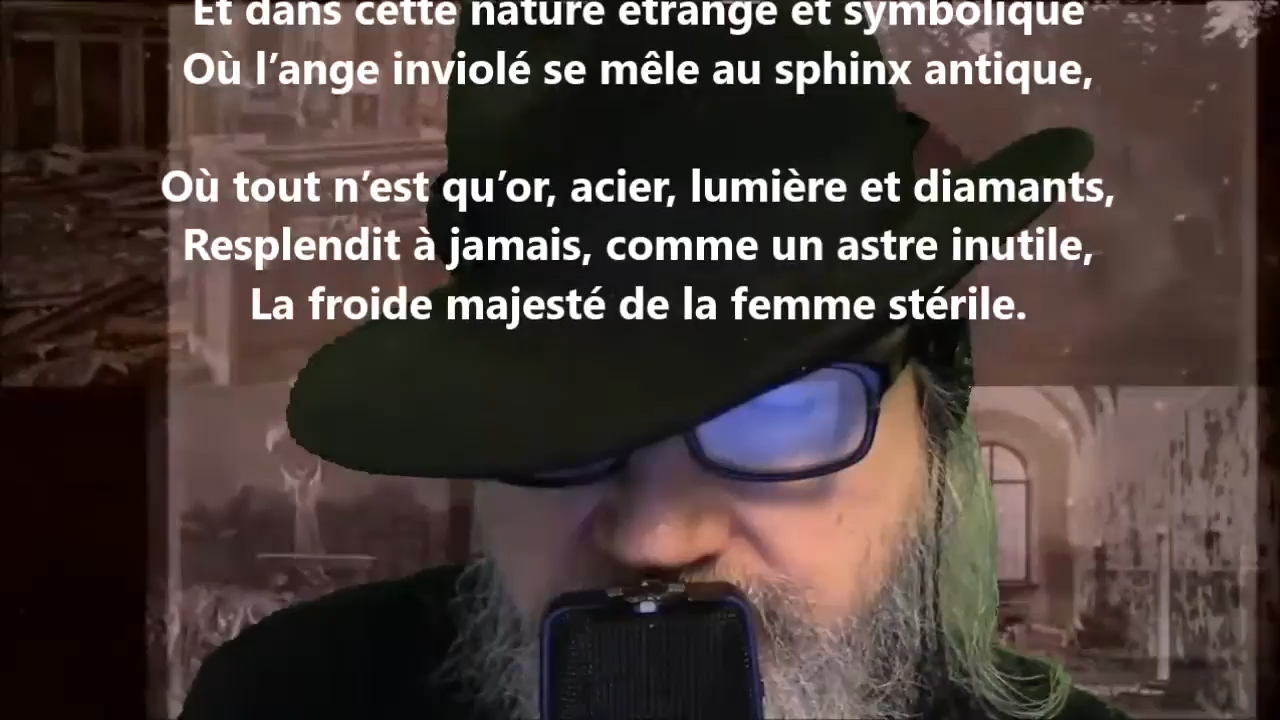 Et dans cette nature étrange et symbolique
Où l’ange inviolé se mêle au sphinx antique,
Où tout n’est qu’or, acier, lumière et diamants,
Resplendit à jamais, comme un astre inutile,
La froide majesté de la femme stérile.